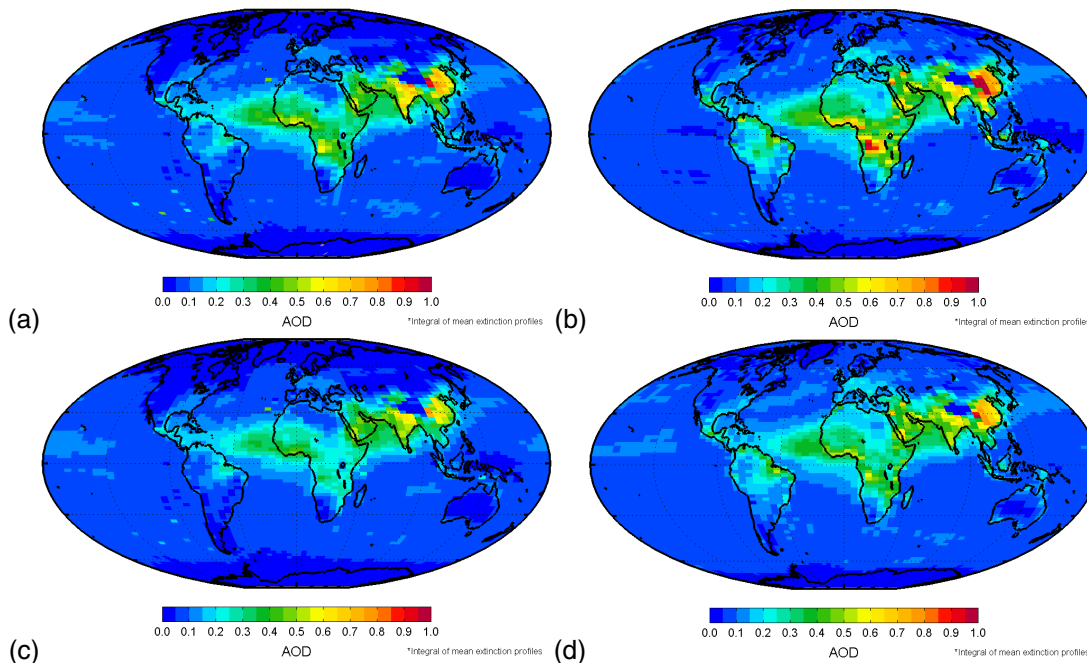 0.0 0.1 0.2 0.3 0.4 0.5 0.6 0.7 0.8 0.9 1.0
(a)
AOD
*Integral of mean extinction profiles
0.0 0.1 0.2 0.3 0.4 0.5 0.6 0.7 0.8 0.9 1.0
(b)
AOD
*Integral of mean extinction profiles
0.0 0.1 0.2 0.3 0.4 0.5 0.6 0.7 0.8 0.9 1.0
(c)
AOD
*Integral of mean extinction profiles
0.0 0.1 0.2 0.3 0.4 0.5 0.6 0.7 0.8 0.9 1.0
(d)
AOD
*Integral of mean extinction profiles